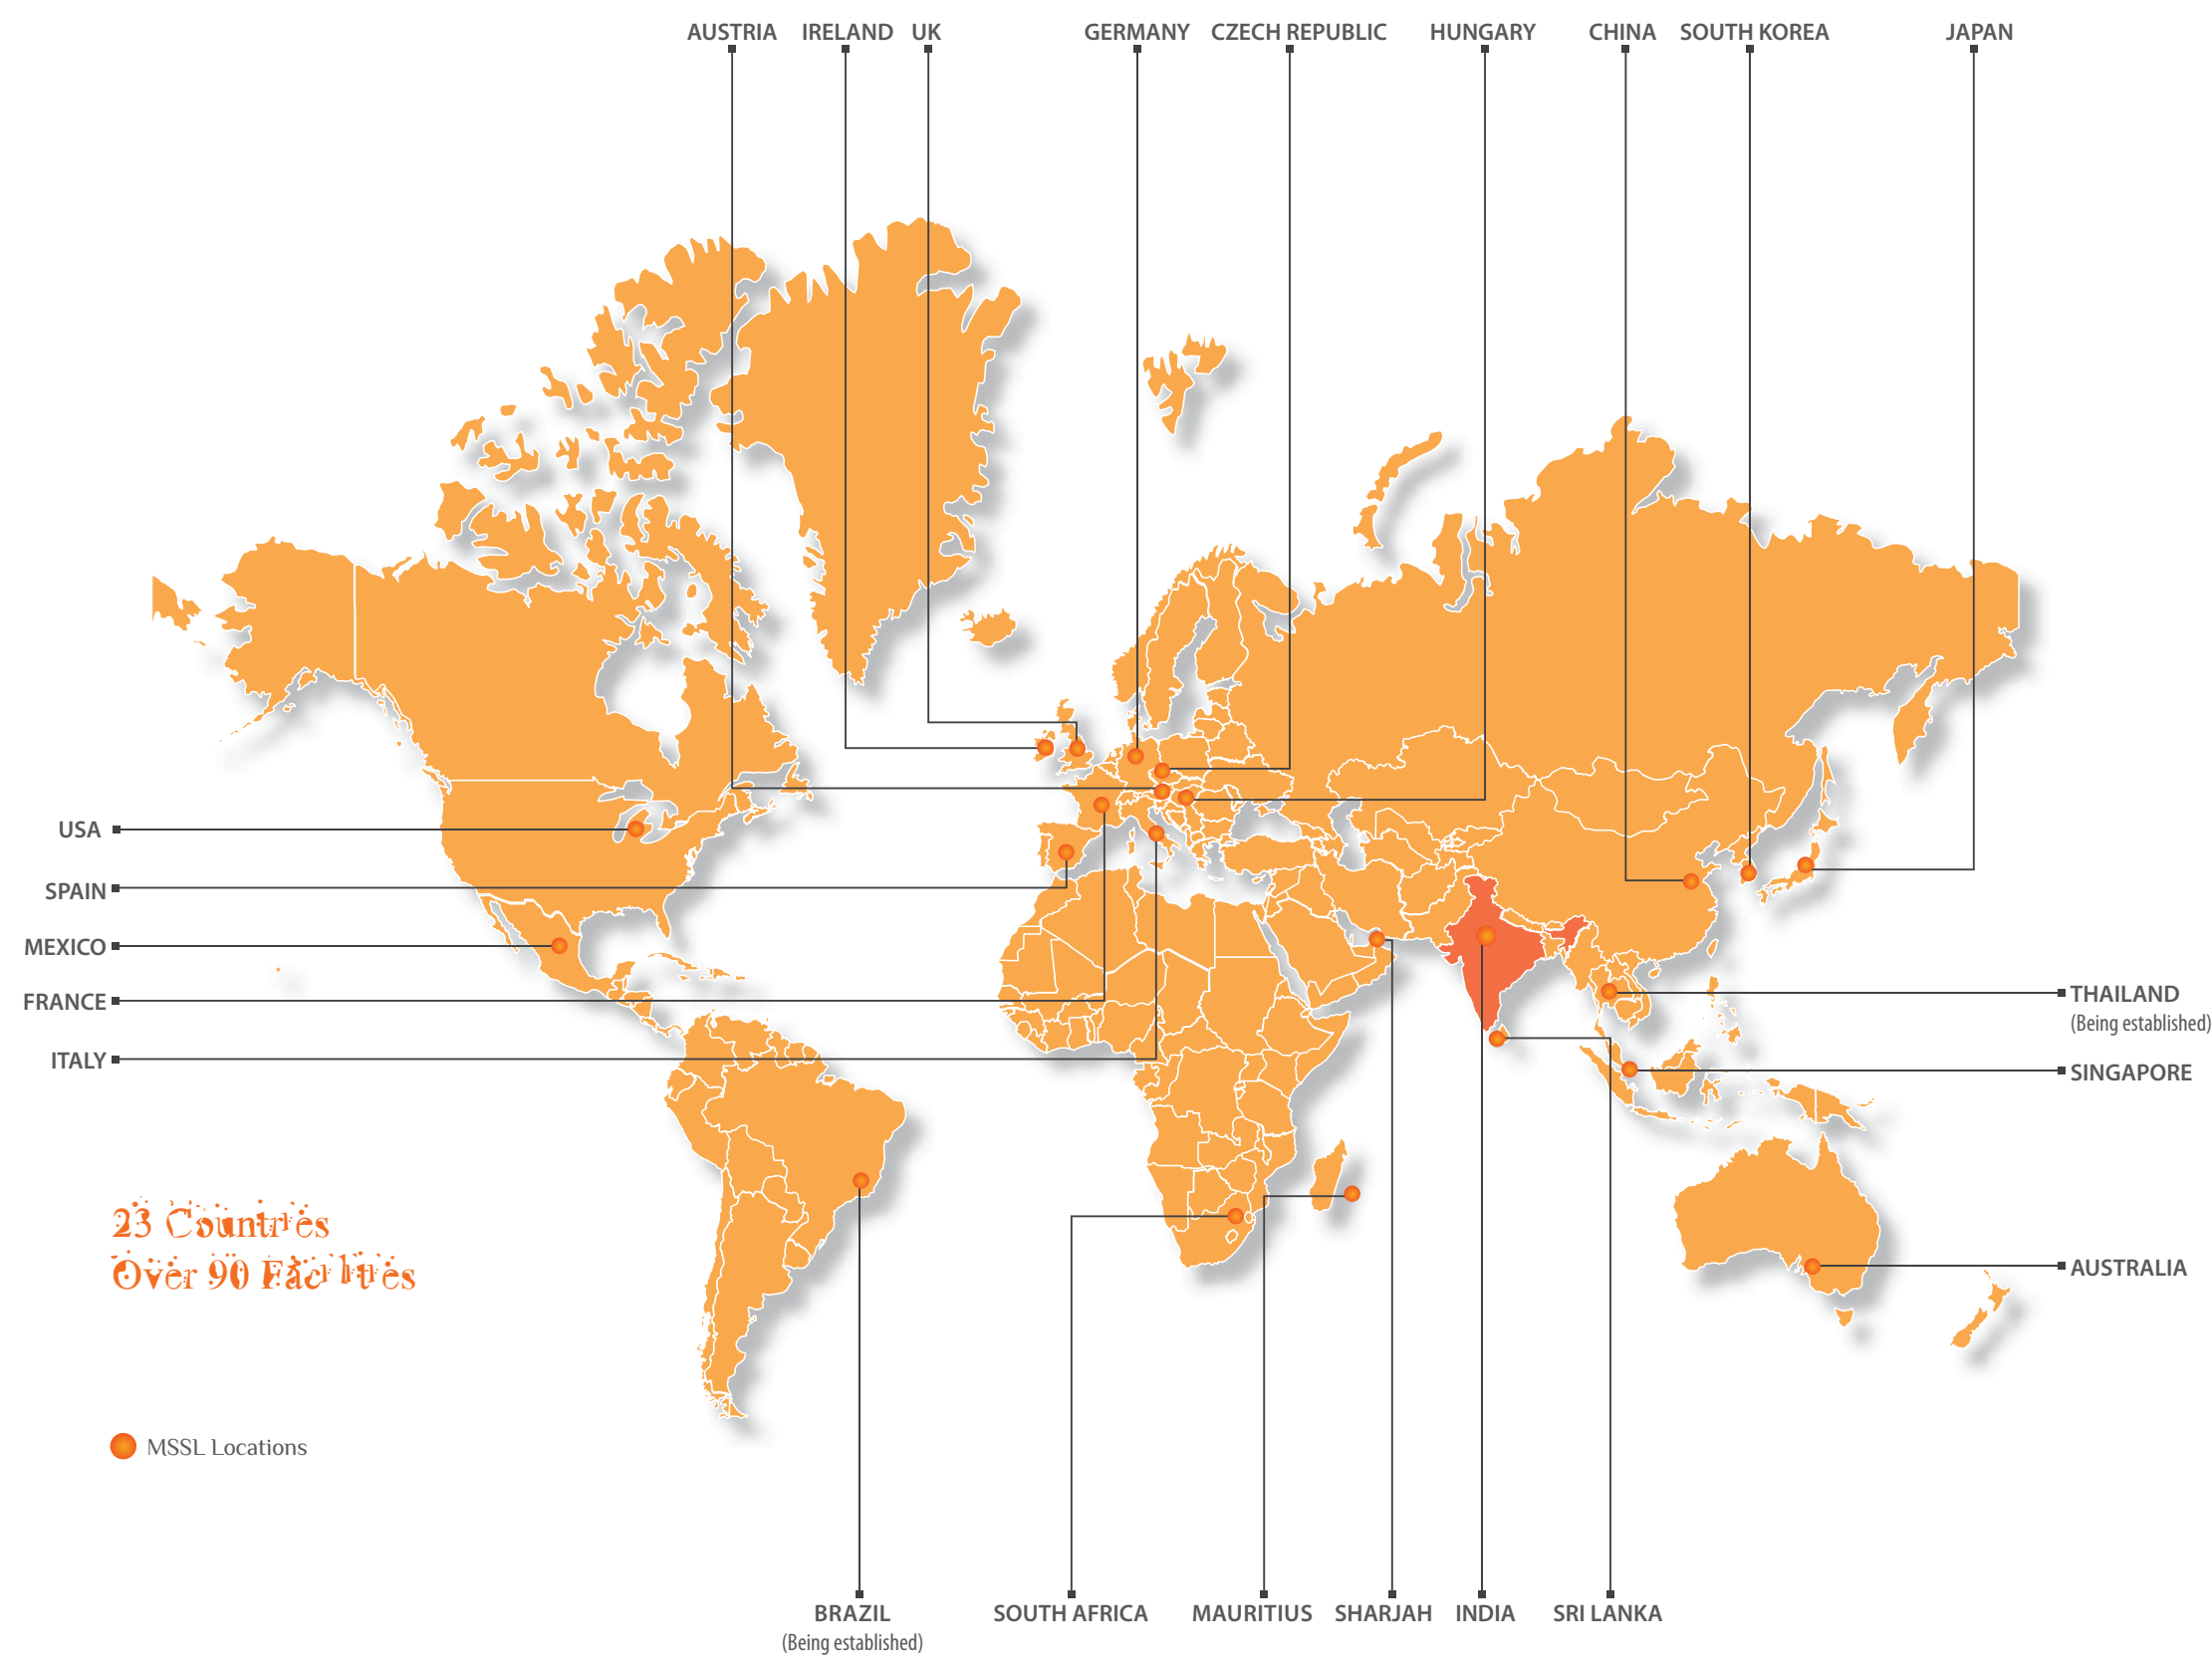 AUSTRIA IRELAND UK GERMANY CZECH REPUBLIC HUNGARY CHINA SOUTH KOREA JAPAN
USA
SPAIN
MEXICO
FRANCE
ITALY
THAILAND
(Being established)
SINGAPORE
AUSTRALIA
23 Countries
Over 90 Facilities
MSSL Locations
BRAZIL
(Being established)
SOUTH AFRICA MAURITIUS SHARJAH INDIA SRI LANKA